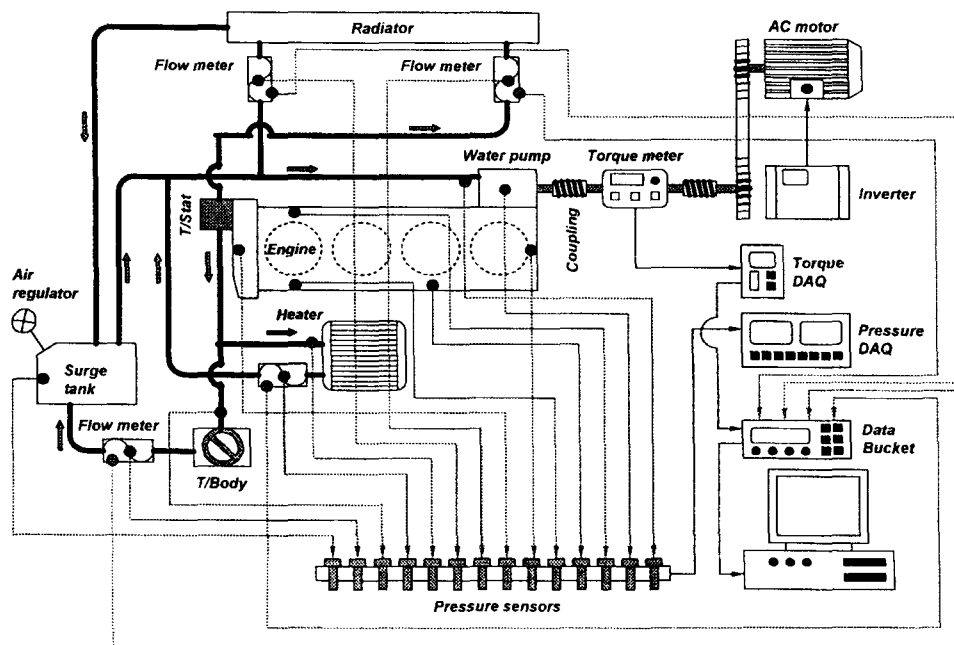 Radiator
AC motor
Flow meter
Flow meter
Water pump
Torque meter
Inverter
T/Stat
Engine
Coupling
Air
regulator
Torque
DAQ
Heater
Pressure
DAQ
Surge
tank
Flow meter
Data
Bucket
T/Body
Pressure sensors